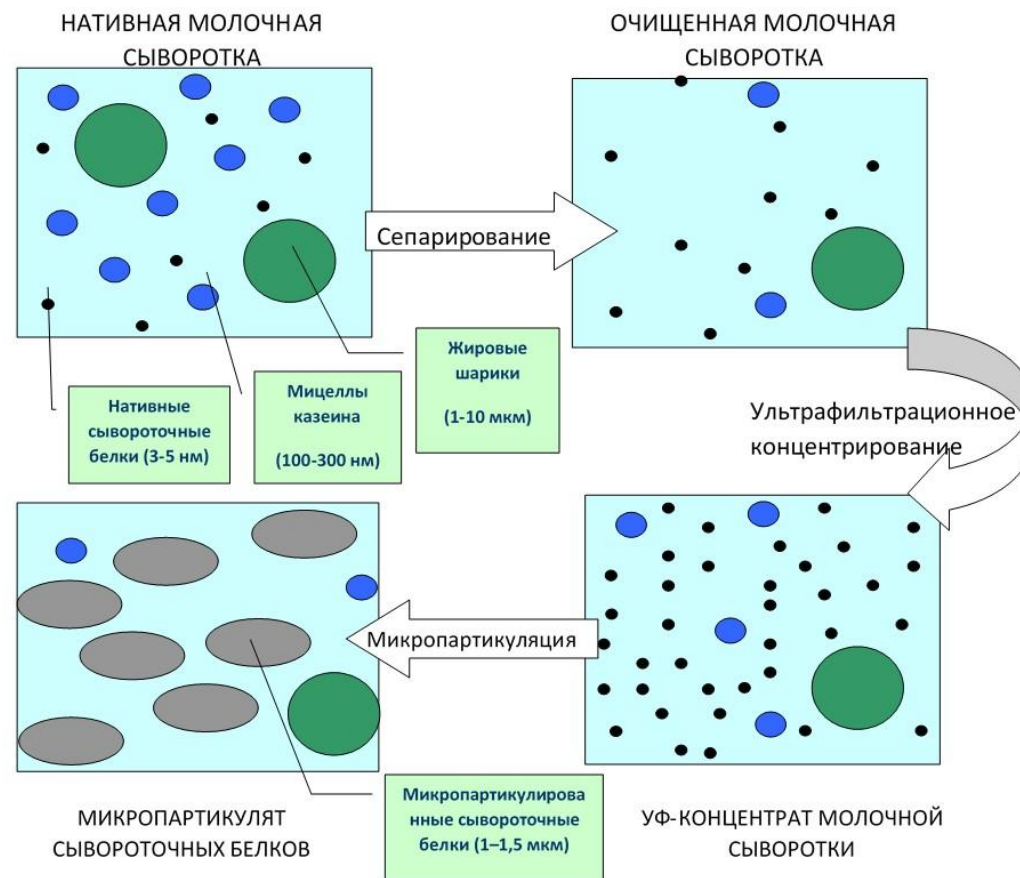 НАТИВНАЯ МОЛОЧНАЯ
СЫВОРОТКА
ОЧИЩЕННАЯ МОЛОЧНАЯ
СЫВОРОТКА
Сепарирование
Нативные
сывороточные
белки (3-5 нм)
Мицеллы
казеина
(100-300 нм)
Жировые
шарики
(1-10 мкм)
Ультрафильтрационное
концентрирование
Микропартикуляция
Микропартикулирова
нные сывороточные
белки (1–1,5 мкм)
МИКРОПАРТИКУЛЯТ
СЫВОРОТОЧНЫХ БЕЛКОВ
УФ-КОНЦЕНТРАТ МОЛОЧНОЙ
СЫВОРОТКИ